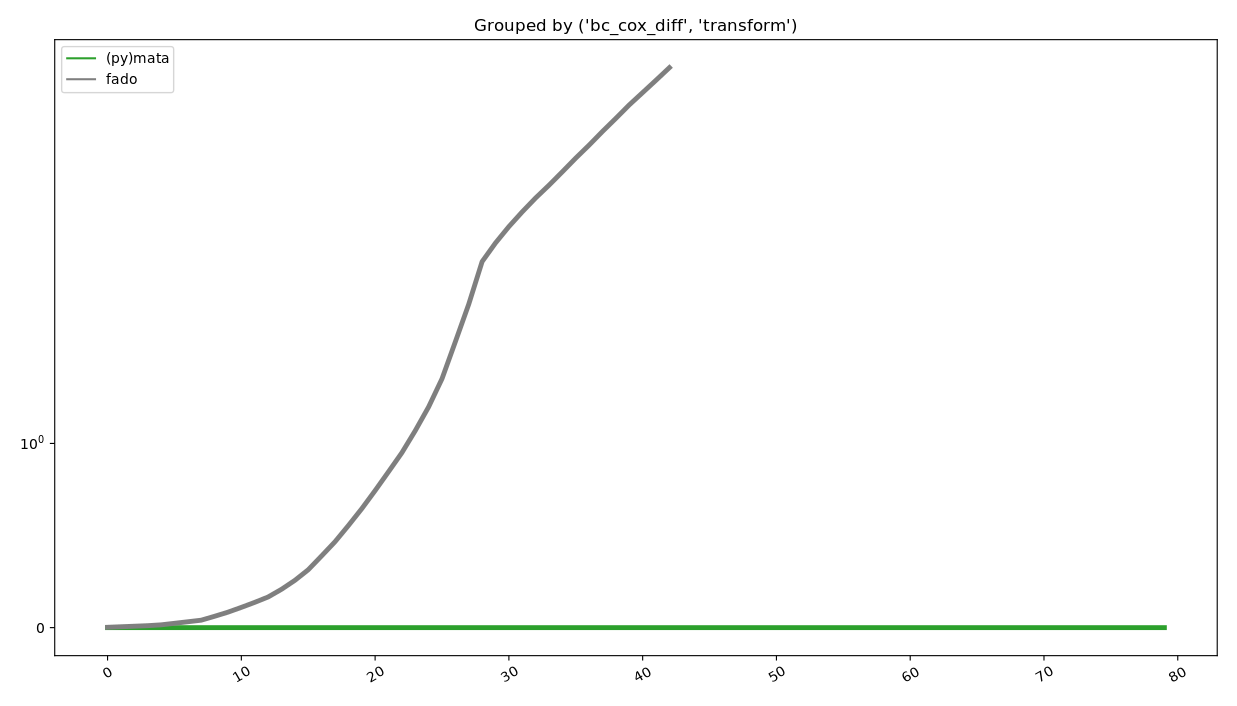 Grouped by ('bc_cox_diff', 'transform')
(py)mata
fado
10⁰
0
0 10 20 30 40 50 60 70 80